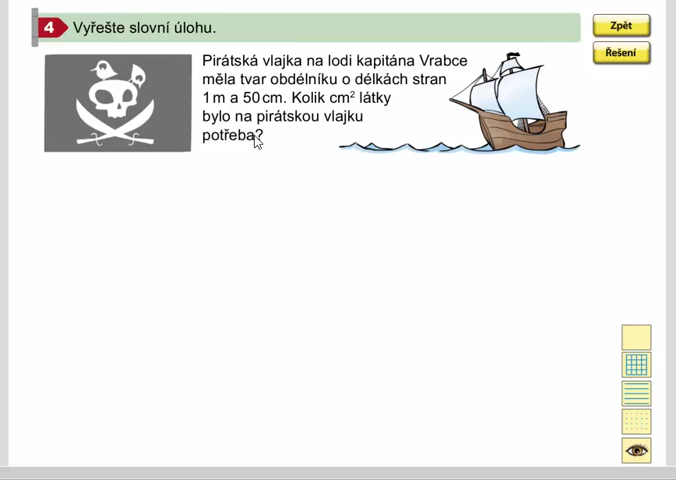 4 Vyřešte slovní úlohu.
Zpět
Řešení
Pirátská vlajka na lodi kapitána Vrabce
měla tvar obdélníku o délkách stran
1 m a 50 cm. Kolik cm² látky
bylo na pirátskou vlajku
potřeba?